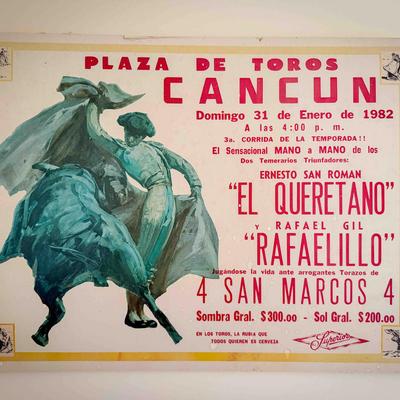 PLAZA DE TOROS
CANCUN
Domingo 31 de Enero de 1982
A las 4:00 p. m.
3a. CORRIDA DE LA TEMPORADA!!
El Sensacional MANO a MANO de los
Dos Temerarios Triunfadores:
ERNESTO SAN ROMAN
"EL QUERETANO"
y RAFAEL GIL
"RAFAELILLO"
Jugándose la vida ante arrogantes Torazos de
4 SAN MARCOS 4
Sombra Gral. $300.00 - Sol Gral. $200.00
EN LOS TOROS, LA RUBIA QUE
TODOS QUIEREN ES CERVEZA
Superior